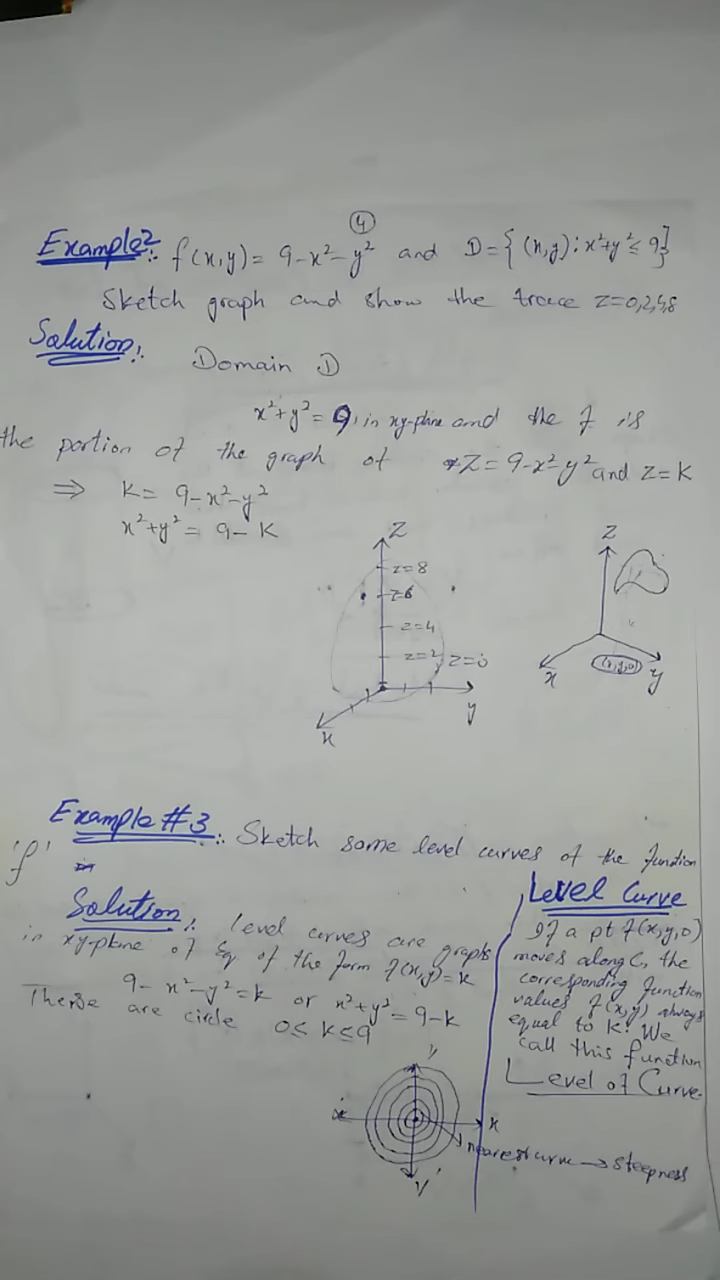 4
Example 2:. f(x,y) = 9-x²-y² and D={(x,y): x²+y² ≤ 9}
Sketch graph and show the trace z=0,2,4,8
Solution:. Domain D
x²+y² = 9, in xy-plane and the f is
the portion of the graph of z = 9-x²-y² and z = k
⇒ k = 9-x²-y²
x²+y² = 9-k
z
z=8
z=6
z=4
z=2
z=0
y
x
z
x
(x,y,0)
y
Example #3:. Sketch some level curves of the function
'f'
Solution:. level curves are graphs
in xy-plane of Eq of the form f(x,y) = k
9-x²-y² = k or x²+y² = 9-k
These are circle 0 ≤ k ≤ 9
Level Curve
If a pt f(x,y,0)
moves along C, the
corresponding function
values f(x,y) always
equal to k. We
call this function
Level of Curve.
y
x'
x
nearest curve → steepness
y'